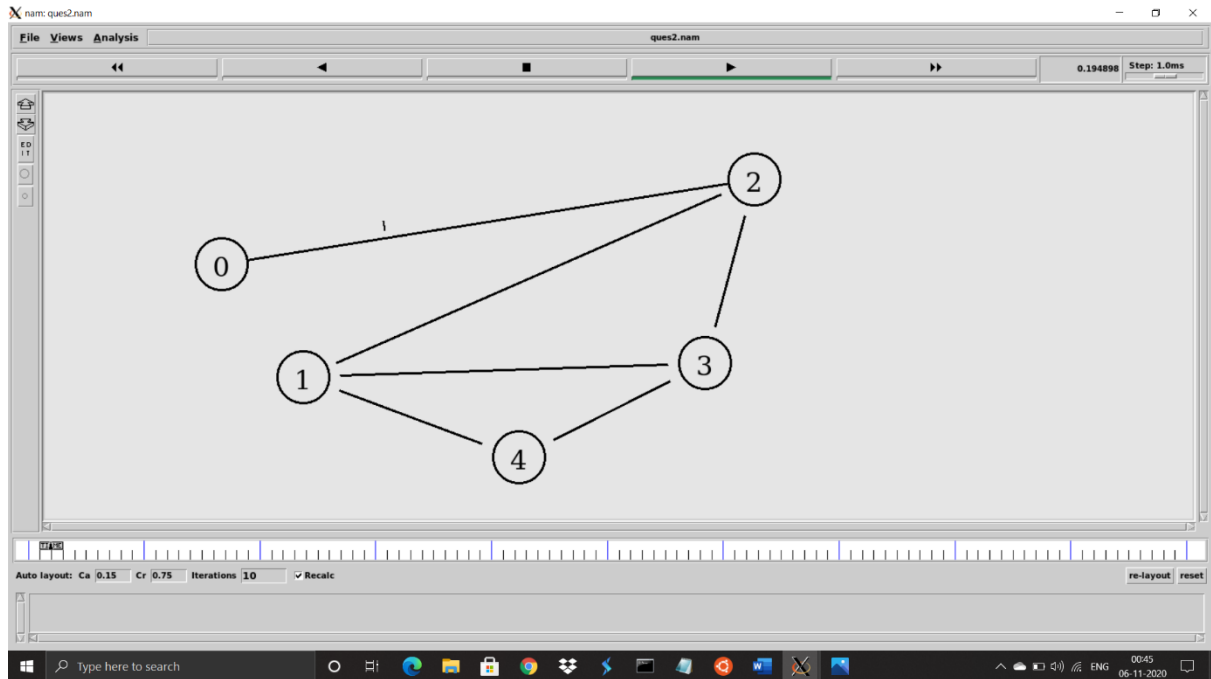 nam: ques2.nam
File Views Analysis ques2.nam
0.194898 Step: 1.0ms
ED
IT
2
0
3
1
4
TIME
Auto layout: Ca 0.15 Cr 0.75 Iterations 10 Recalc re-layout reset
Type here to search ENG 00:45
06-11-2020